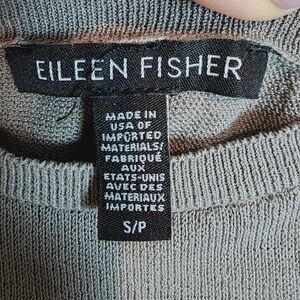 EILEEN FISHER
MADE IN
USA OF
IMPORTED
MATERIALS/
FABRIQUÉ
AUX
ETATS-UNIS
AVEC DES
MATERIAUX
IMPORTES
S/P